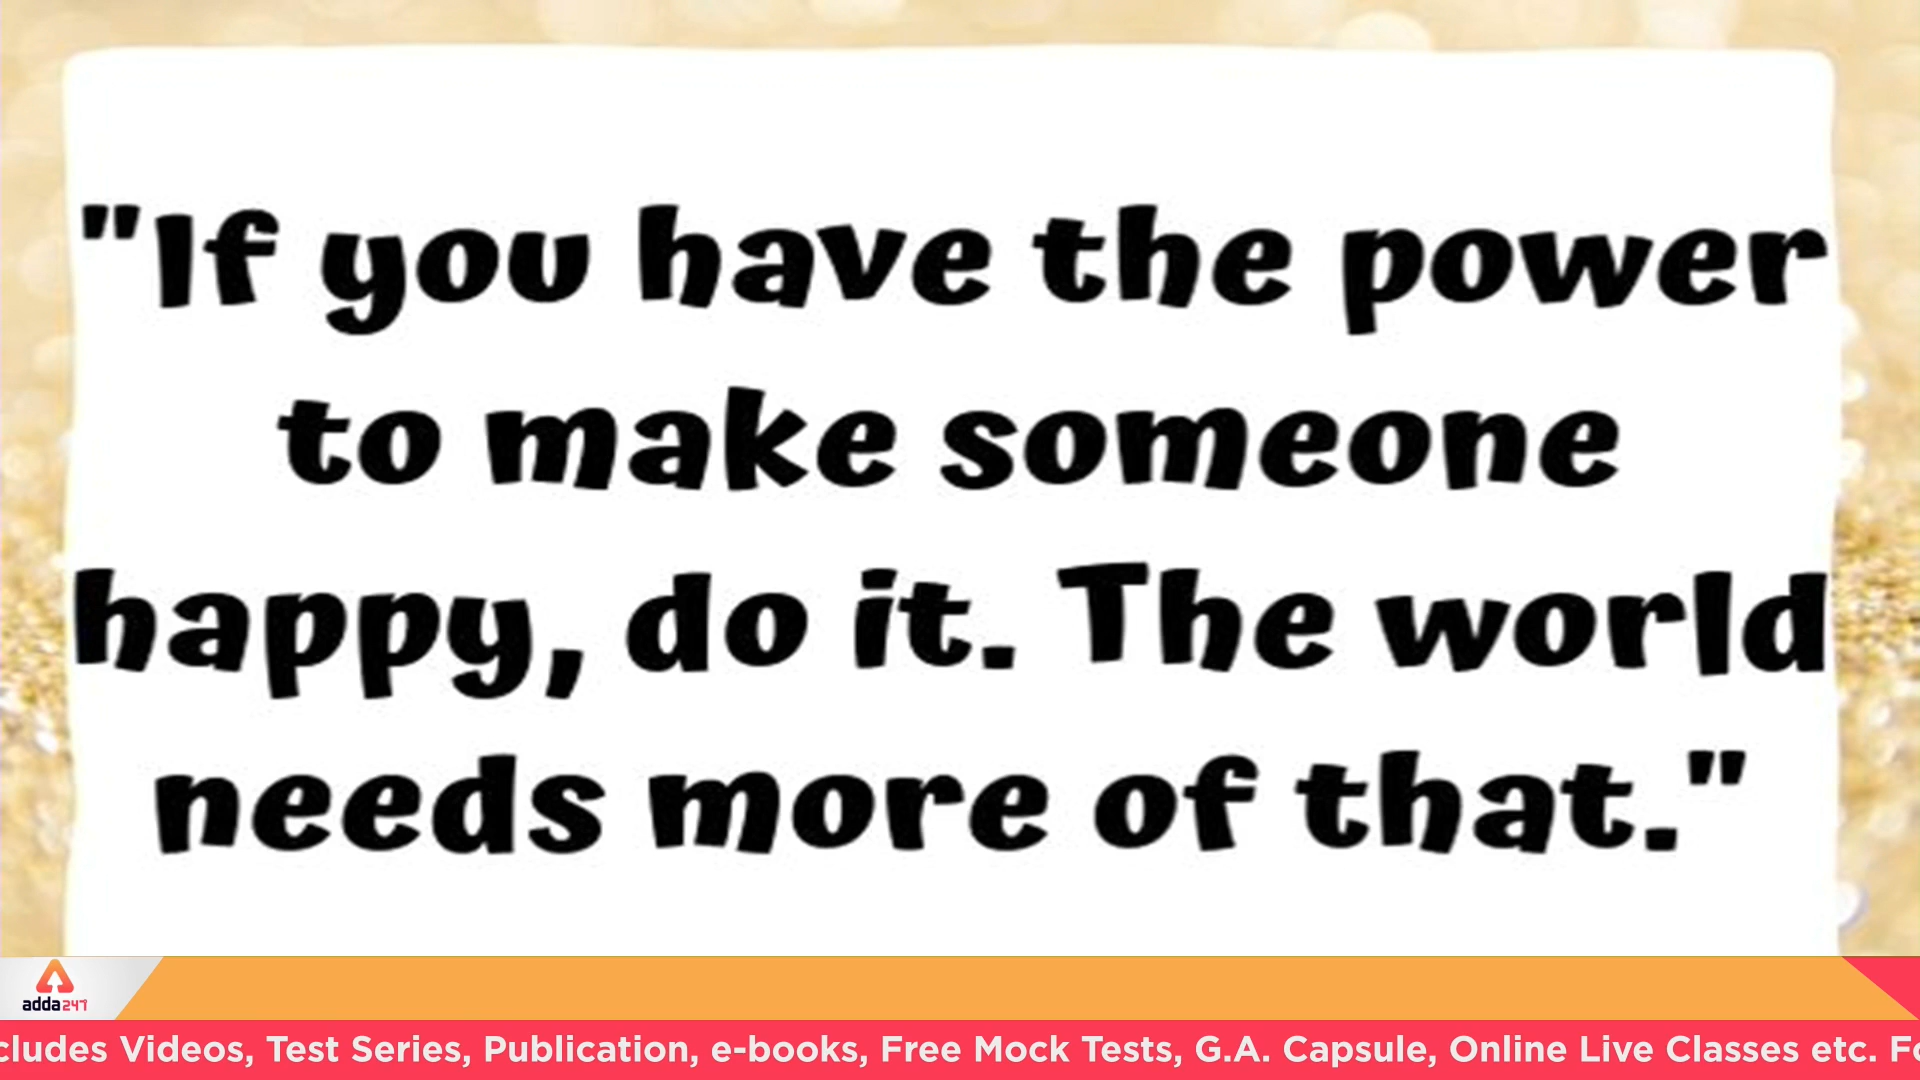 "If you have the power
to make someone
happy, do it. The world
needs more of that."
adda247
cludes Videos, Test Series, Publication, e-books, Free Mock Tests, G.A. Capsule, Online Live Classes etc. Fo